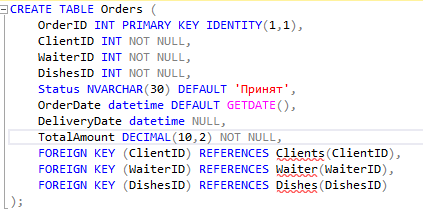 CREATE TABLE Orders (
OrderID INT PRIMARY KEY IDENTITY(1,1),
ClientID INT NOT NULL,
WaiterID INT NOT NULL,
DishesID INT NOT NULL,
Status NVARCHAR(30) DEFAULT 'Принят',
OrderDate datetime DEFAULT GETDATE(),
DeliveryDate datetime NULL,
TotalAmount DECIMAL(10,2) NOT NULL,
FOREIGN KEY (ClientID) REFERENCES Clients(ClientID),
FOREIGN KEY (WaiterID) REFERENCES Waiter(WaiterID),
FOREIGN KEY (DishesID) REFERENCES Dishes(DishesID)
);